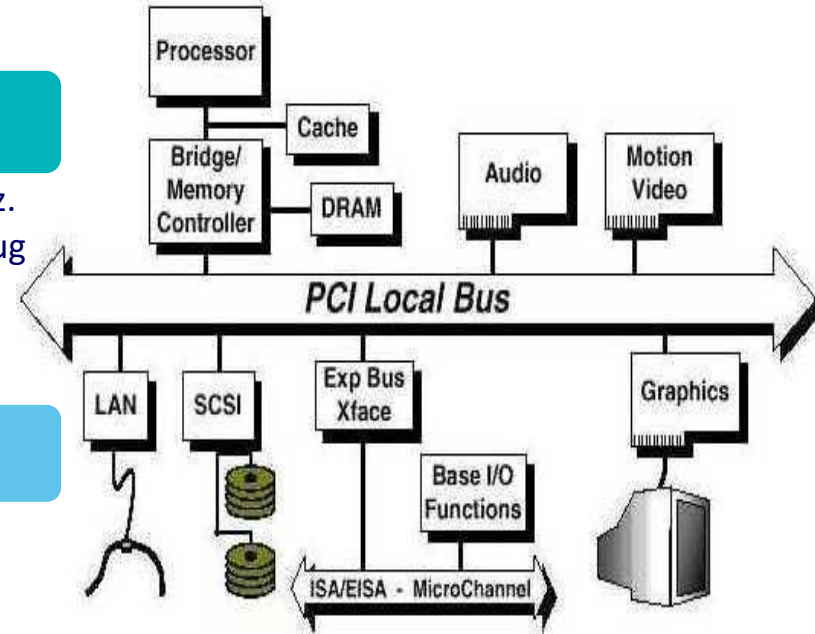 Processor
Cache
Bridge/
Memory
Controller
DRAM
Audio
Motion
Video
z.
ug
PCI Local Bus
LAN
SCSI
Exp Bus
Xface
Graphics
Base I/O
Functions
ISA/EISA - MicroChannel